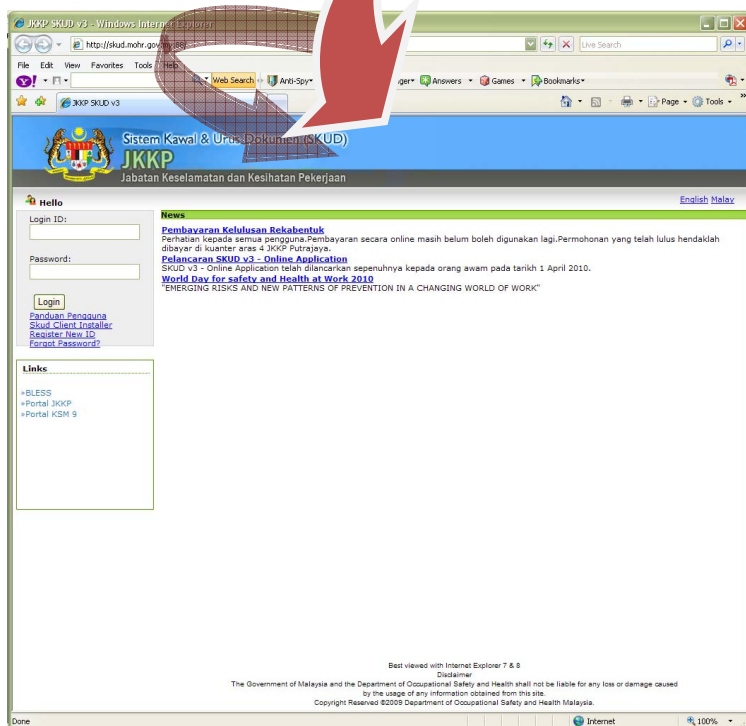 JKKP SKUD v3 - Windows Internet Explorer
http://skud.mohr.gov.my:88/
Live Search
File Edit View Favorites Tools Help
Web Search Anti-Spy Answers Games Bookmarks
JKKP SKUD v3
Page Tools
Sistem Kawal & Urus Dokumen (SKUD)
JKKP
Jabatan Keselamatan dan Kesihatan Pekerjaan
Hello
English Malay
Login ID:
Password:
Login
Panduan Pengguna
Skud Client Installer
Register New ID
Forgot Password?
Links
»BLESS
»Portal JKKP
»Portal KSM 9
News
Pembayaran Kelulusan Rekabentuk
Perhatian kepada semua pengguna.Pembayaran secara online masih belum boleh digunakan lagi.Permohonan yang telah lulus hendaklah
dibayar di kuanter aras 4 JKKP Putrajaya.
Pelancaran SKUD v3 - Online Application
SKUD v3 - Online Application telah dilancarkan sepenuhnya kepada orang awam pada tarikh 1 April 2010.
World Day for safety and Health at Work 2010
"EMERGING RISKS AND NEW PATTERNS OF PREVENTION IN A CHANGING WORLD OF WORK"
Best viewed with Internet Explorer 7 & 8
Disclaimer
The Government of Malaysia and the Department of Occupational Safety and Health shall not be liable for any loss or damage caused
by the usage of any information obtained from this site.
Copyright Reserved ©2009 Department of Occupational Safety and Health Malaysia.
Done
Internet
100%